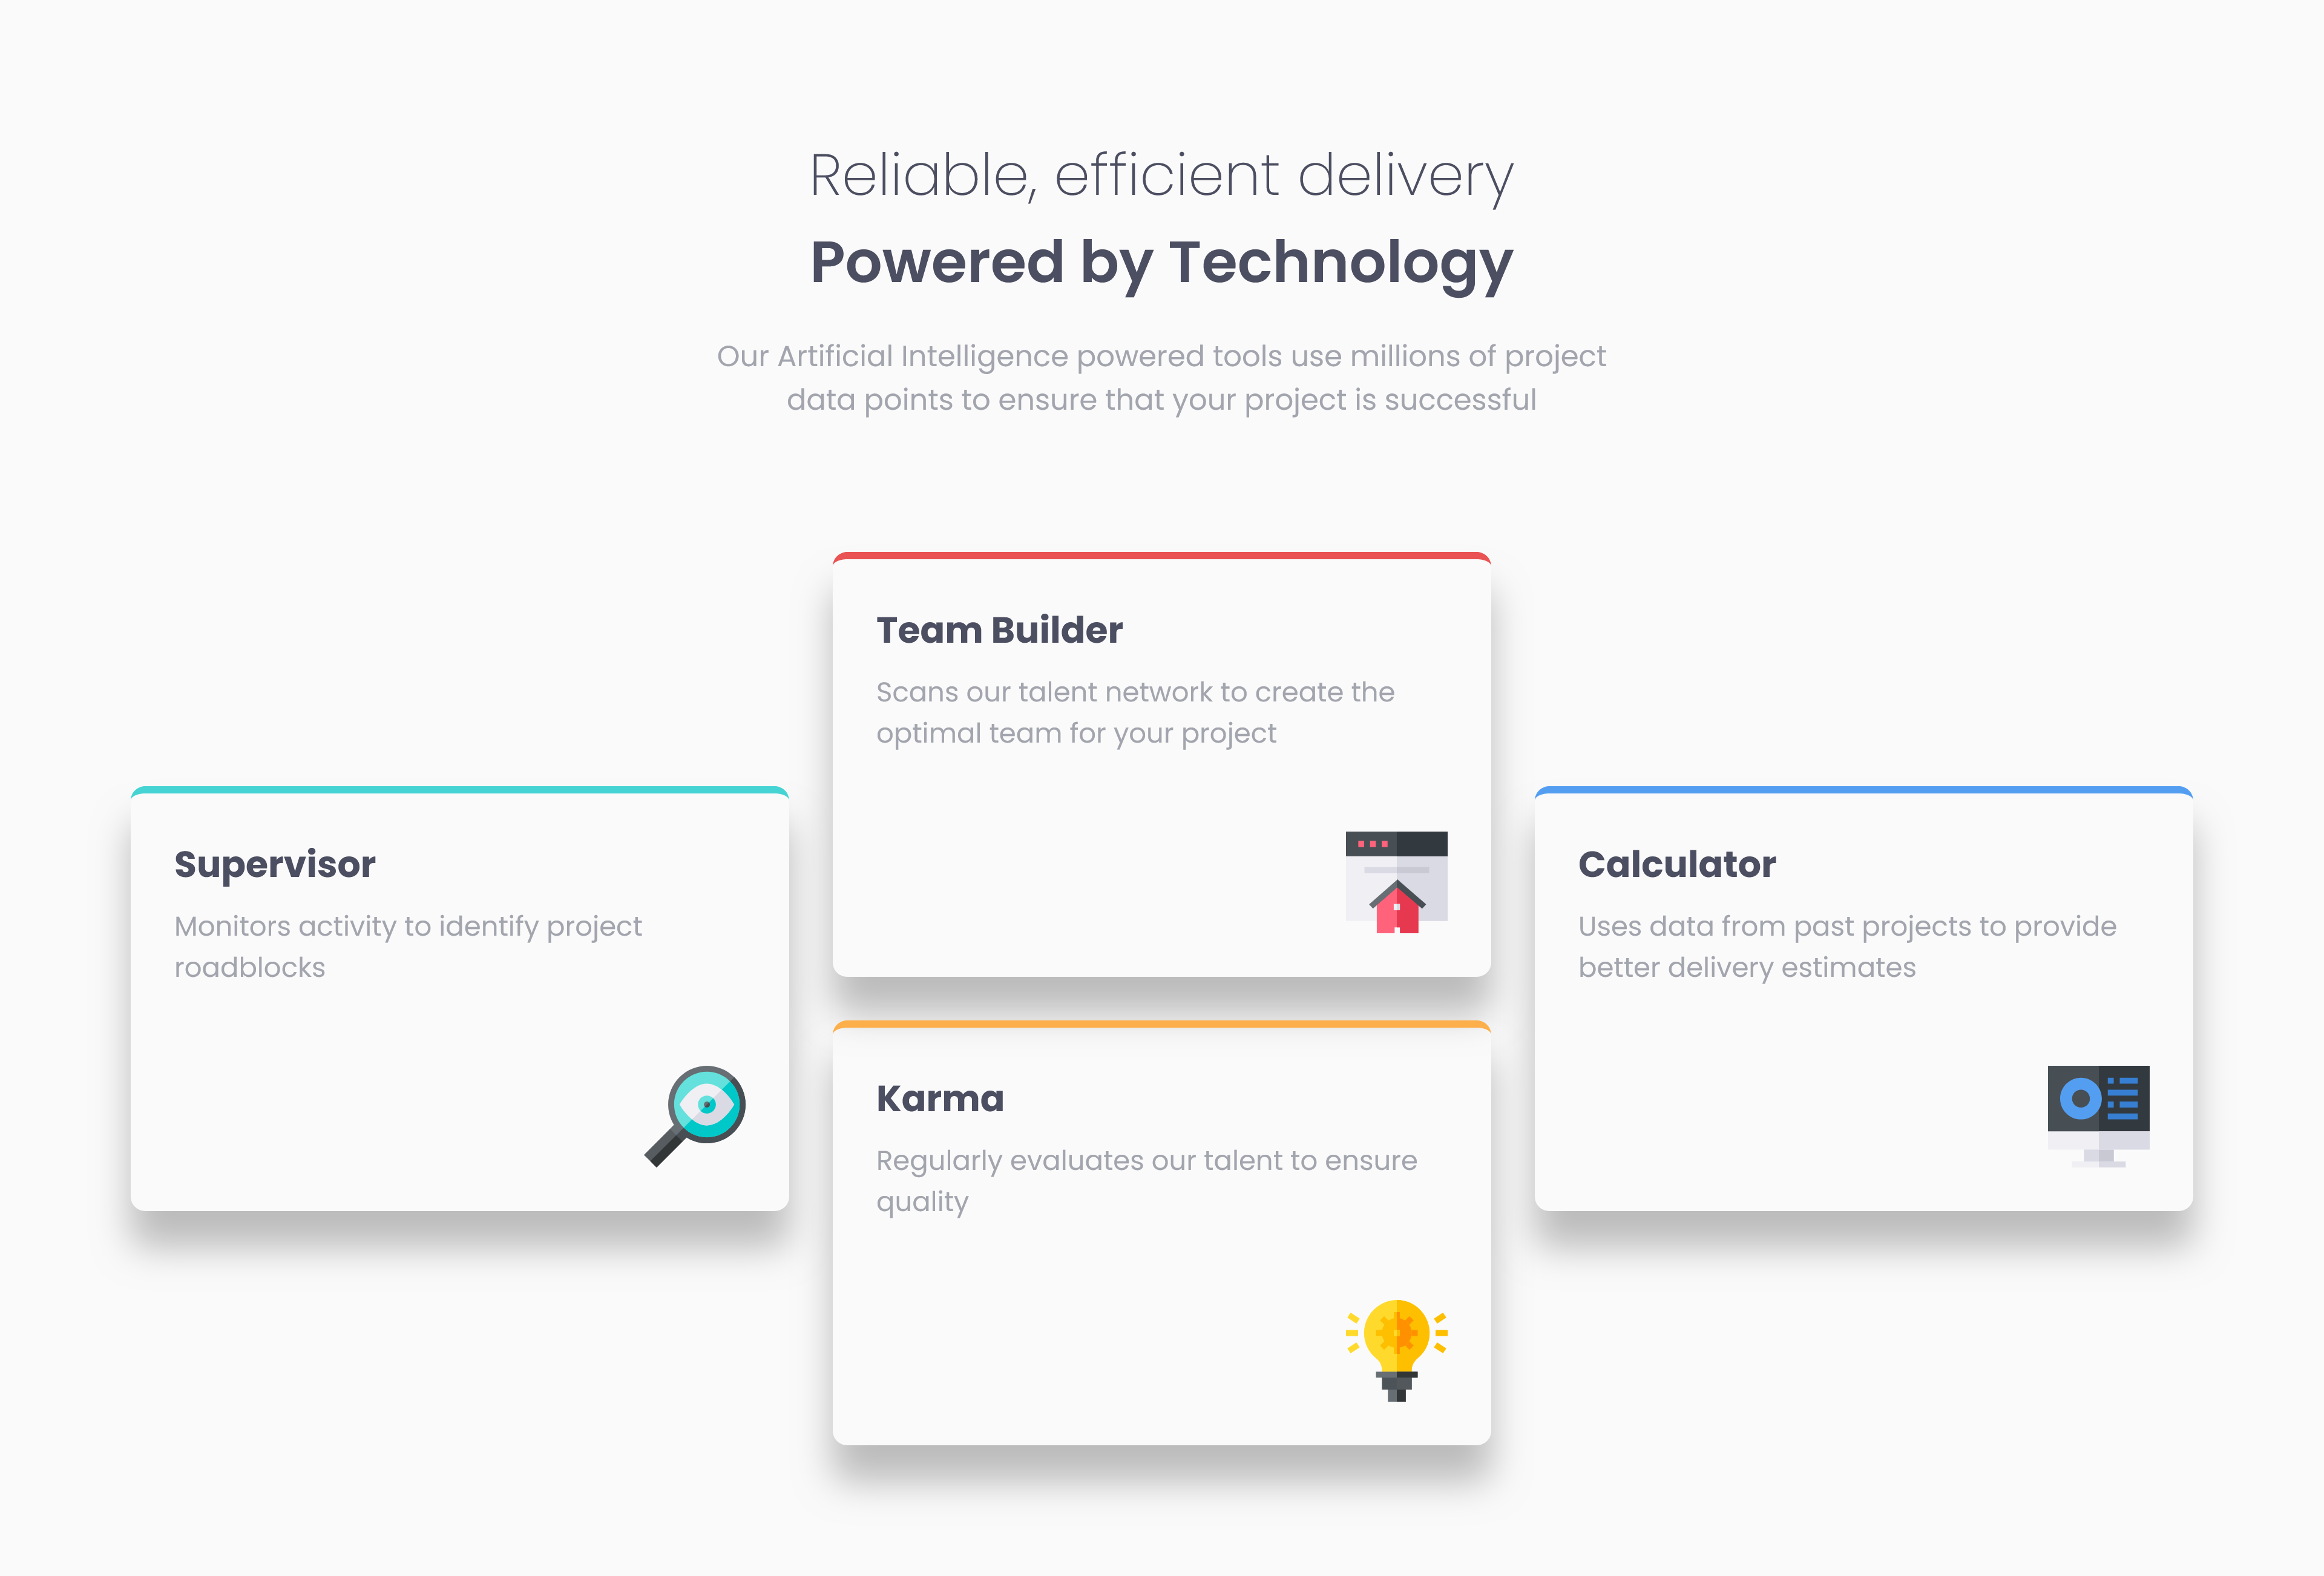 Reliable, efficient delivery
Powered by Technology
Our Artificial Intelligence powered tools use millions of project
data points to ensure that your project is successful
Supervisor
Monitors activity to identify project
roadblocks
Team Builder
Scans our talent network to create the
optimal team for your project
Karma
Regularly evaluates our talent to ensure
quality
Calculator
Uses data from past projects to provide
better delivery estimates